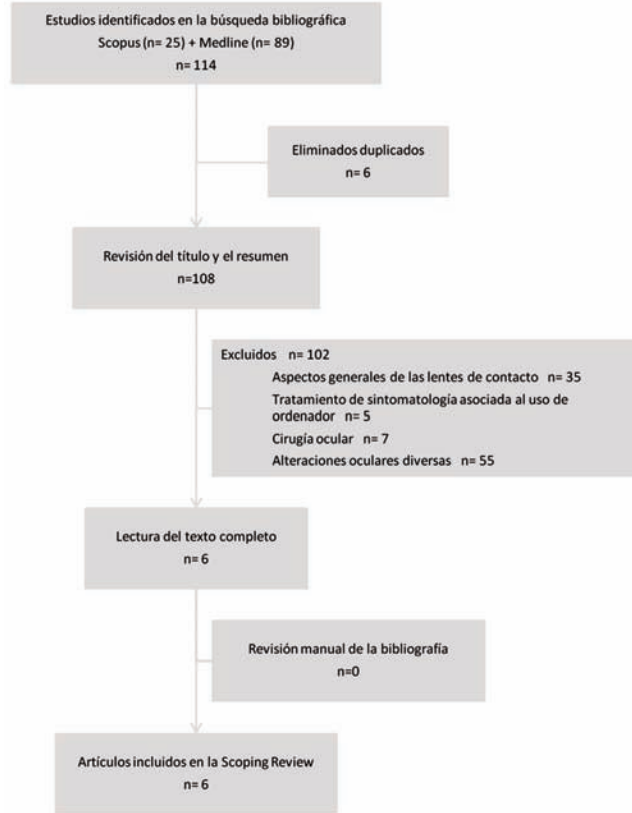 Estudios identificados en la búsqueda bibliográfica
Scopus (n= 25) + Medline (n= 89)
n= 114
Eliminados duplicados
n= 6
Revisión del título y el resumen
n=108
Excluidos n= 102
Aspectos generales de las lentes de contacto n= 35
Tratamiento de sintomatología asociada al uso de
ordenador n= 5
Cirugía ocular n= 7
Alteraciones oculares diversas n= 55
Lectura del texto completo
n= 6
Revisión manual de la bibliografía
n=0
Artículos incluidos en la Scoping Review
n= 6